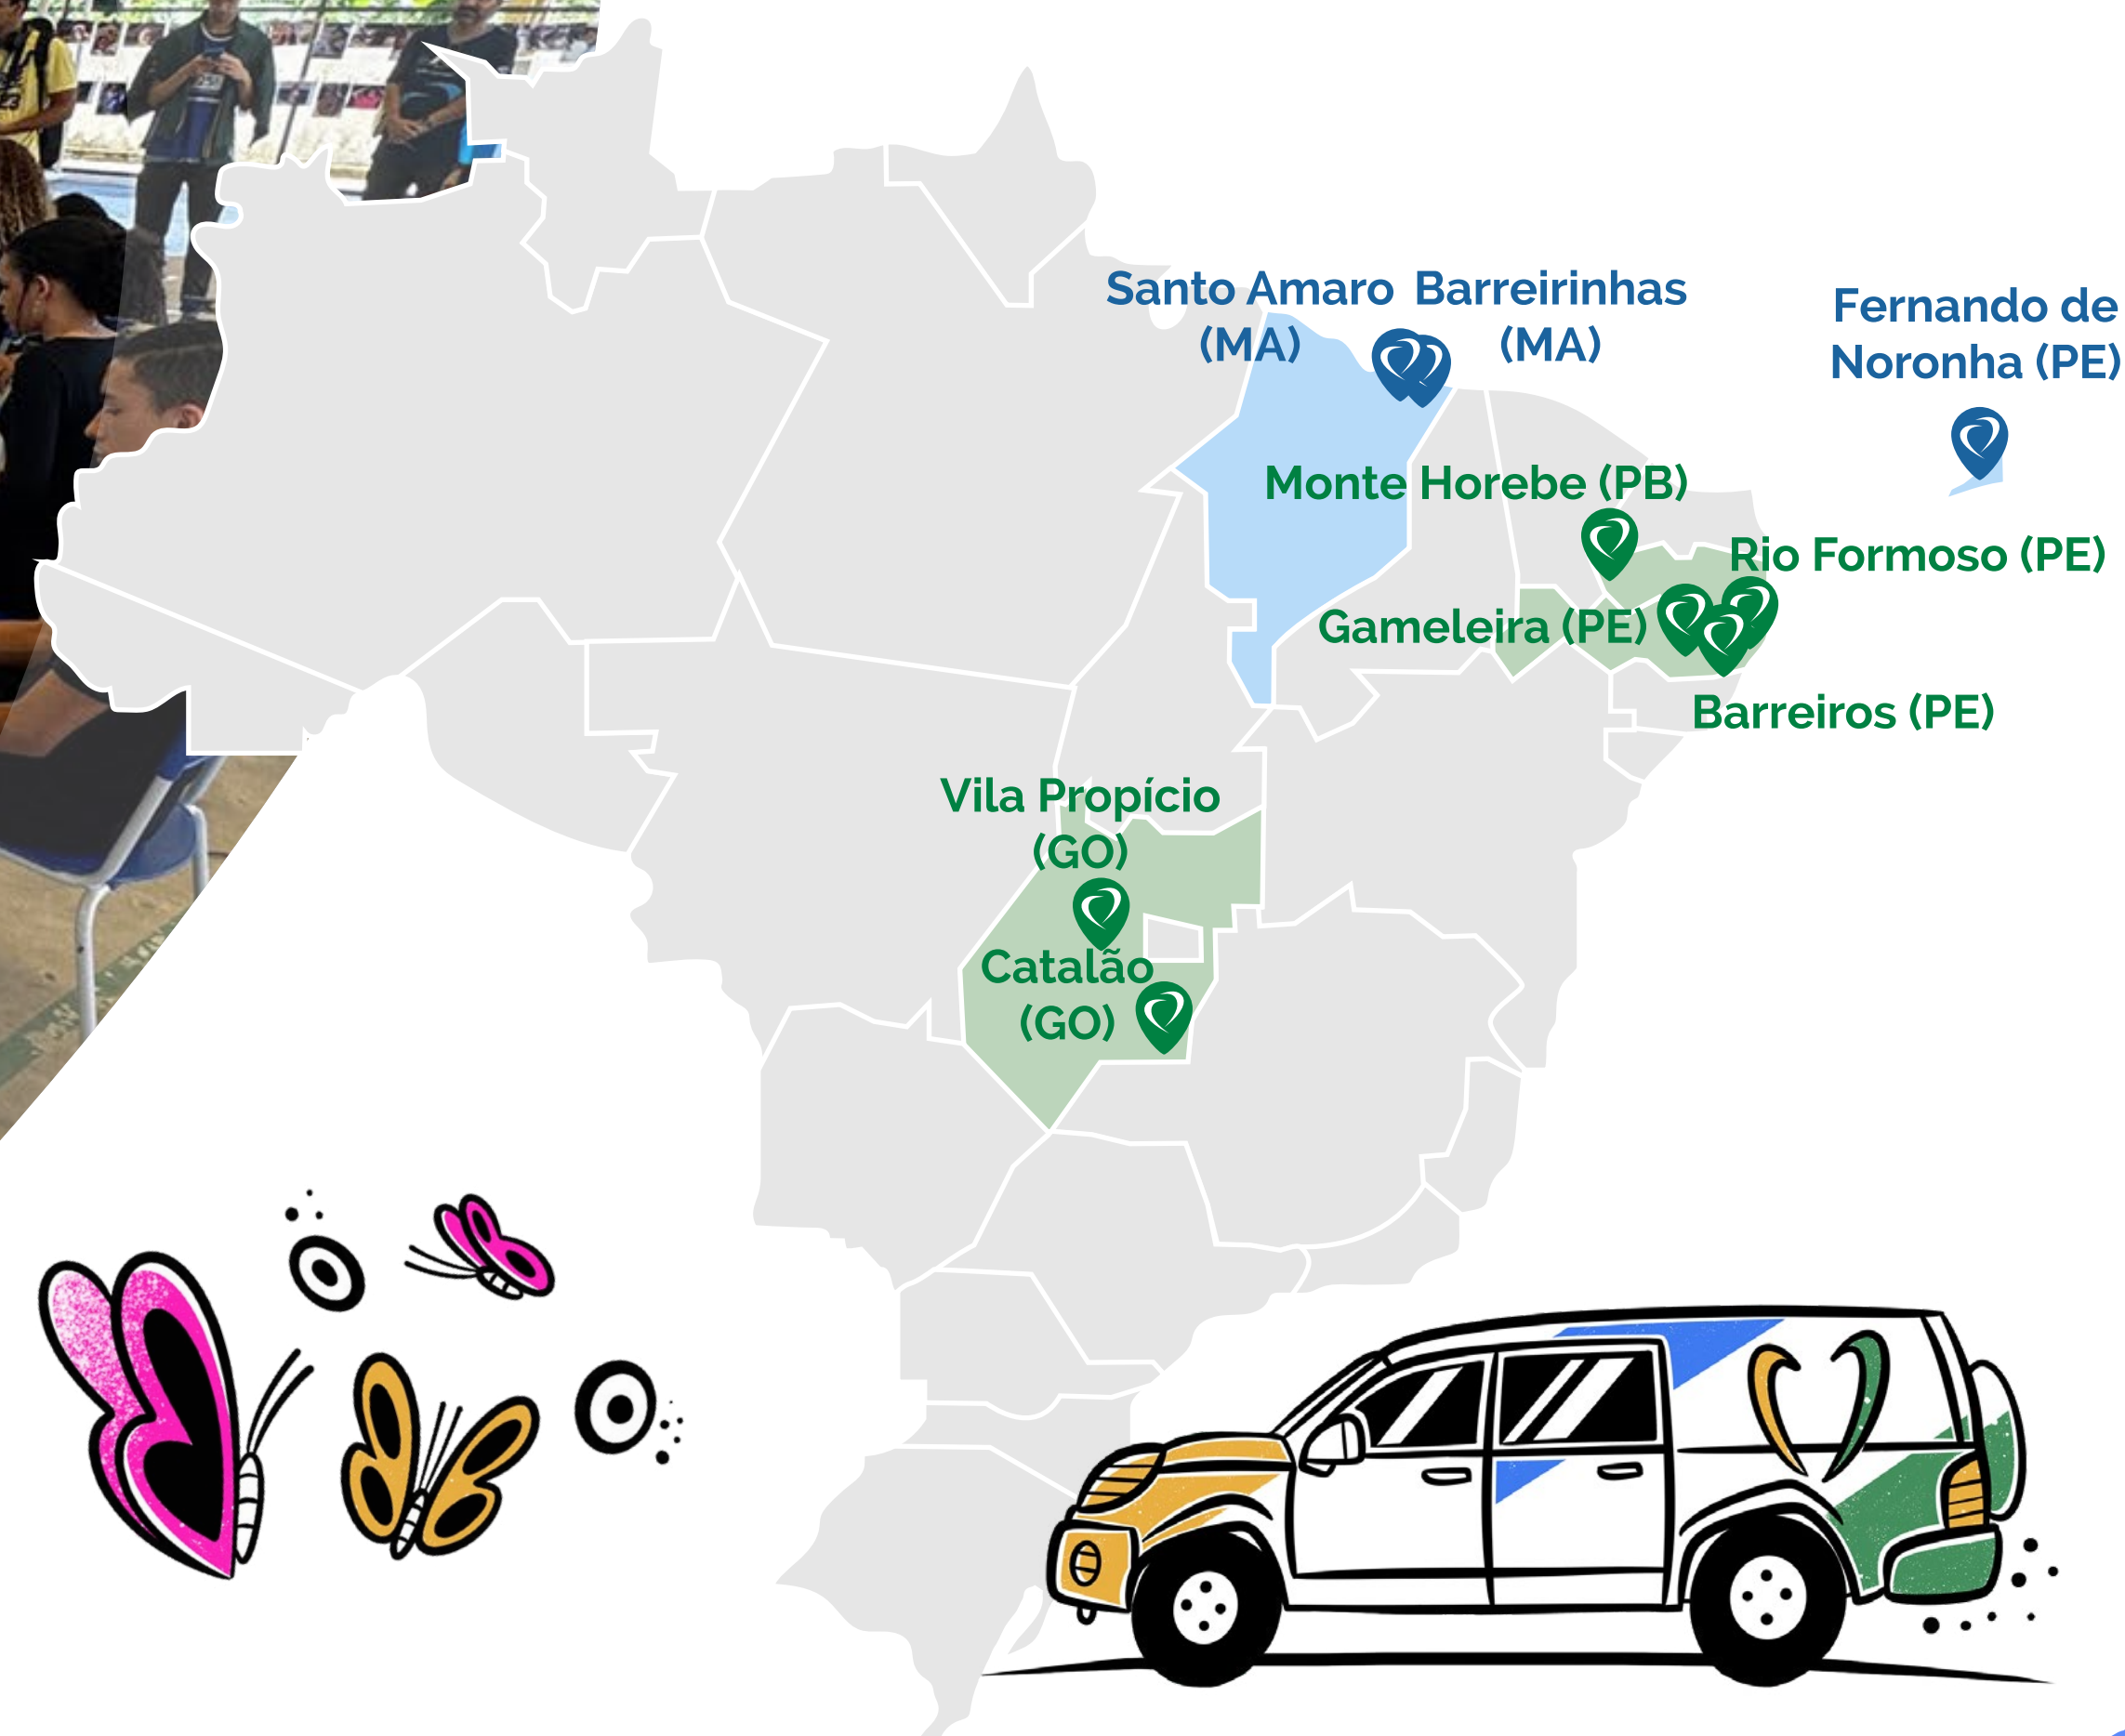 Santo Amaro
(MA)
Barreirinhas
(MA)
Fernando de
Noronha (PE)
Monte Horebe (PB)
Rio Formoso (PE)
Gameleira (PE)
Barreiros (PE)
Vila Propício
(GO)
Catalão
(GO)